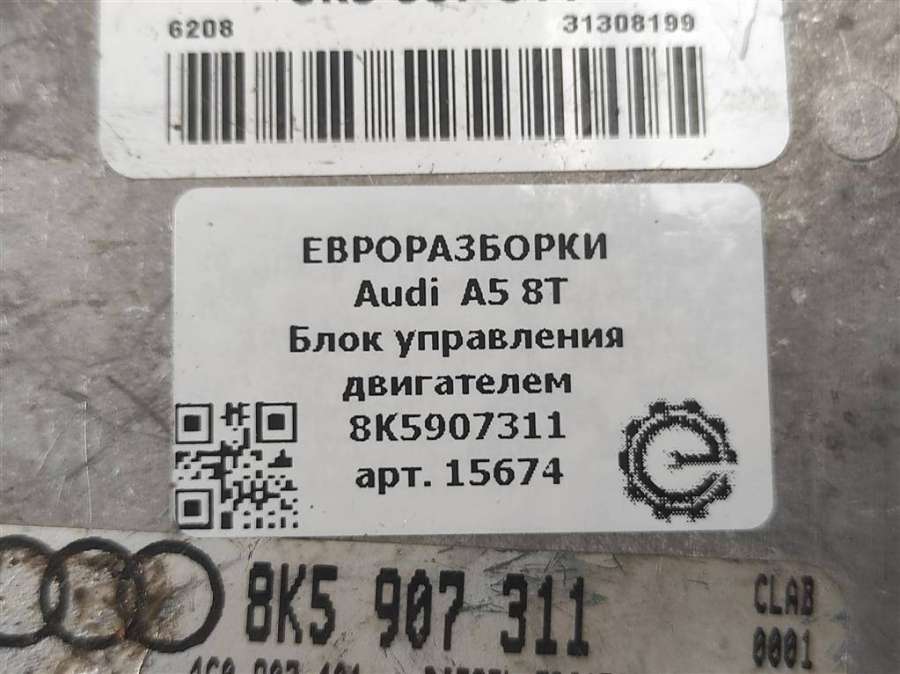 6208 31308199
ЕВРОРАЗБОРКИ
Audi A5 8T
Блок управления
двигателем
8K5907311
арт. 15674
8K5 907 311
CLAB
0001